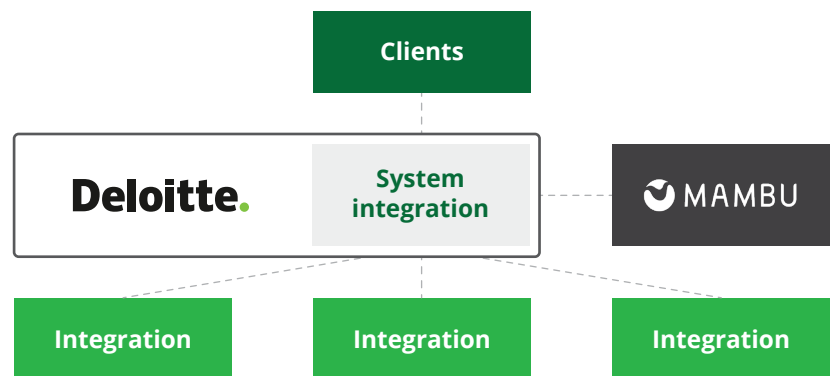 Clients
Deloitte.
System
integration
MAMBU
Integration
Integration
Integration